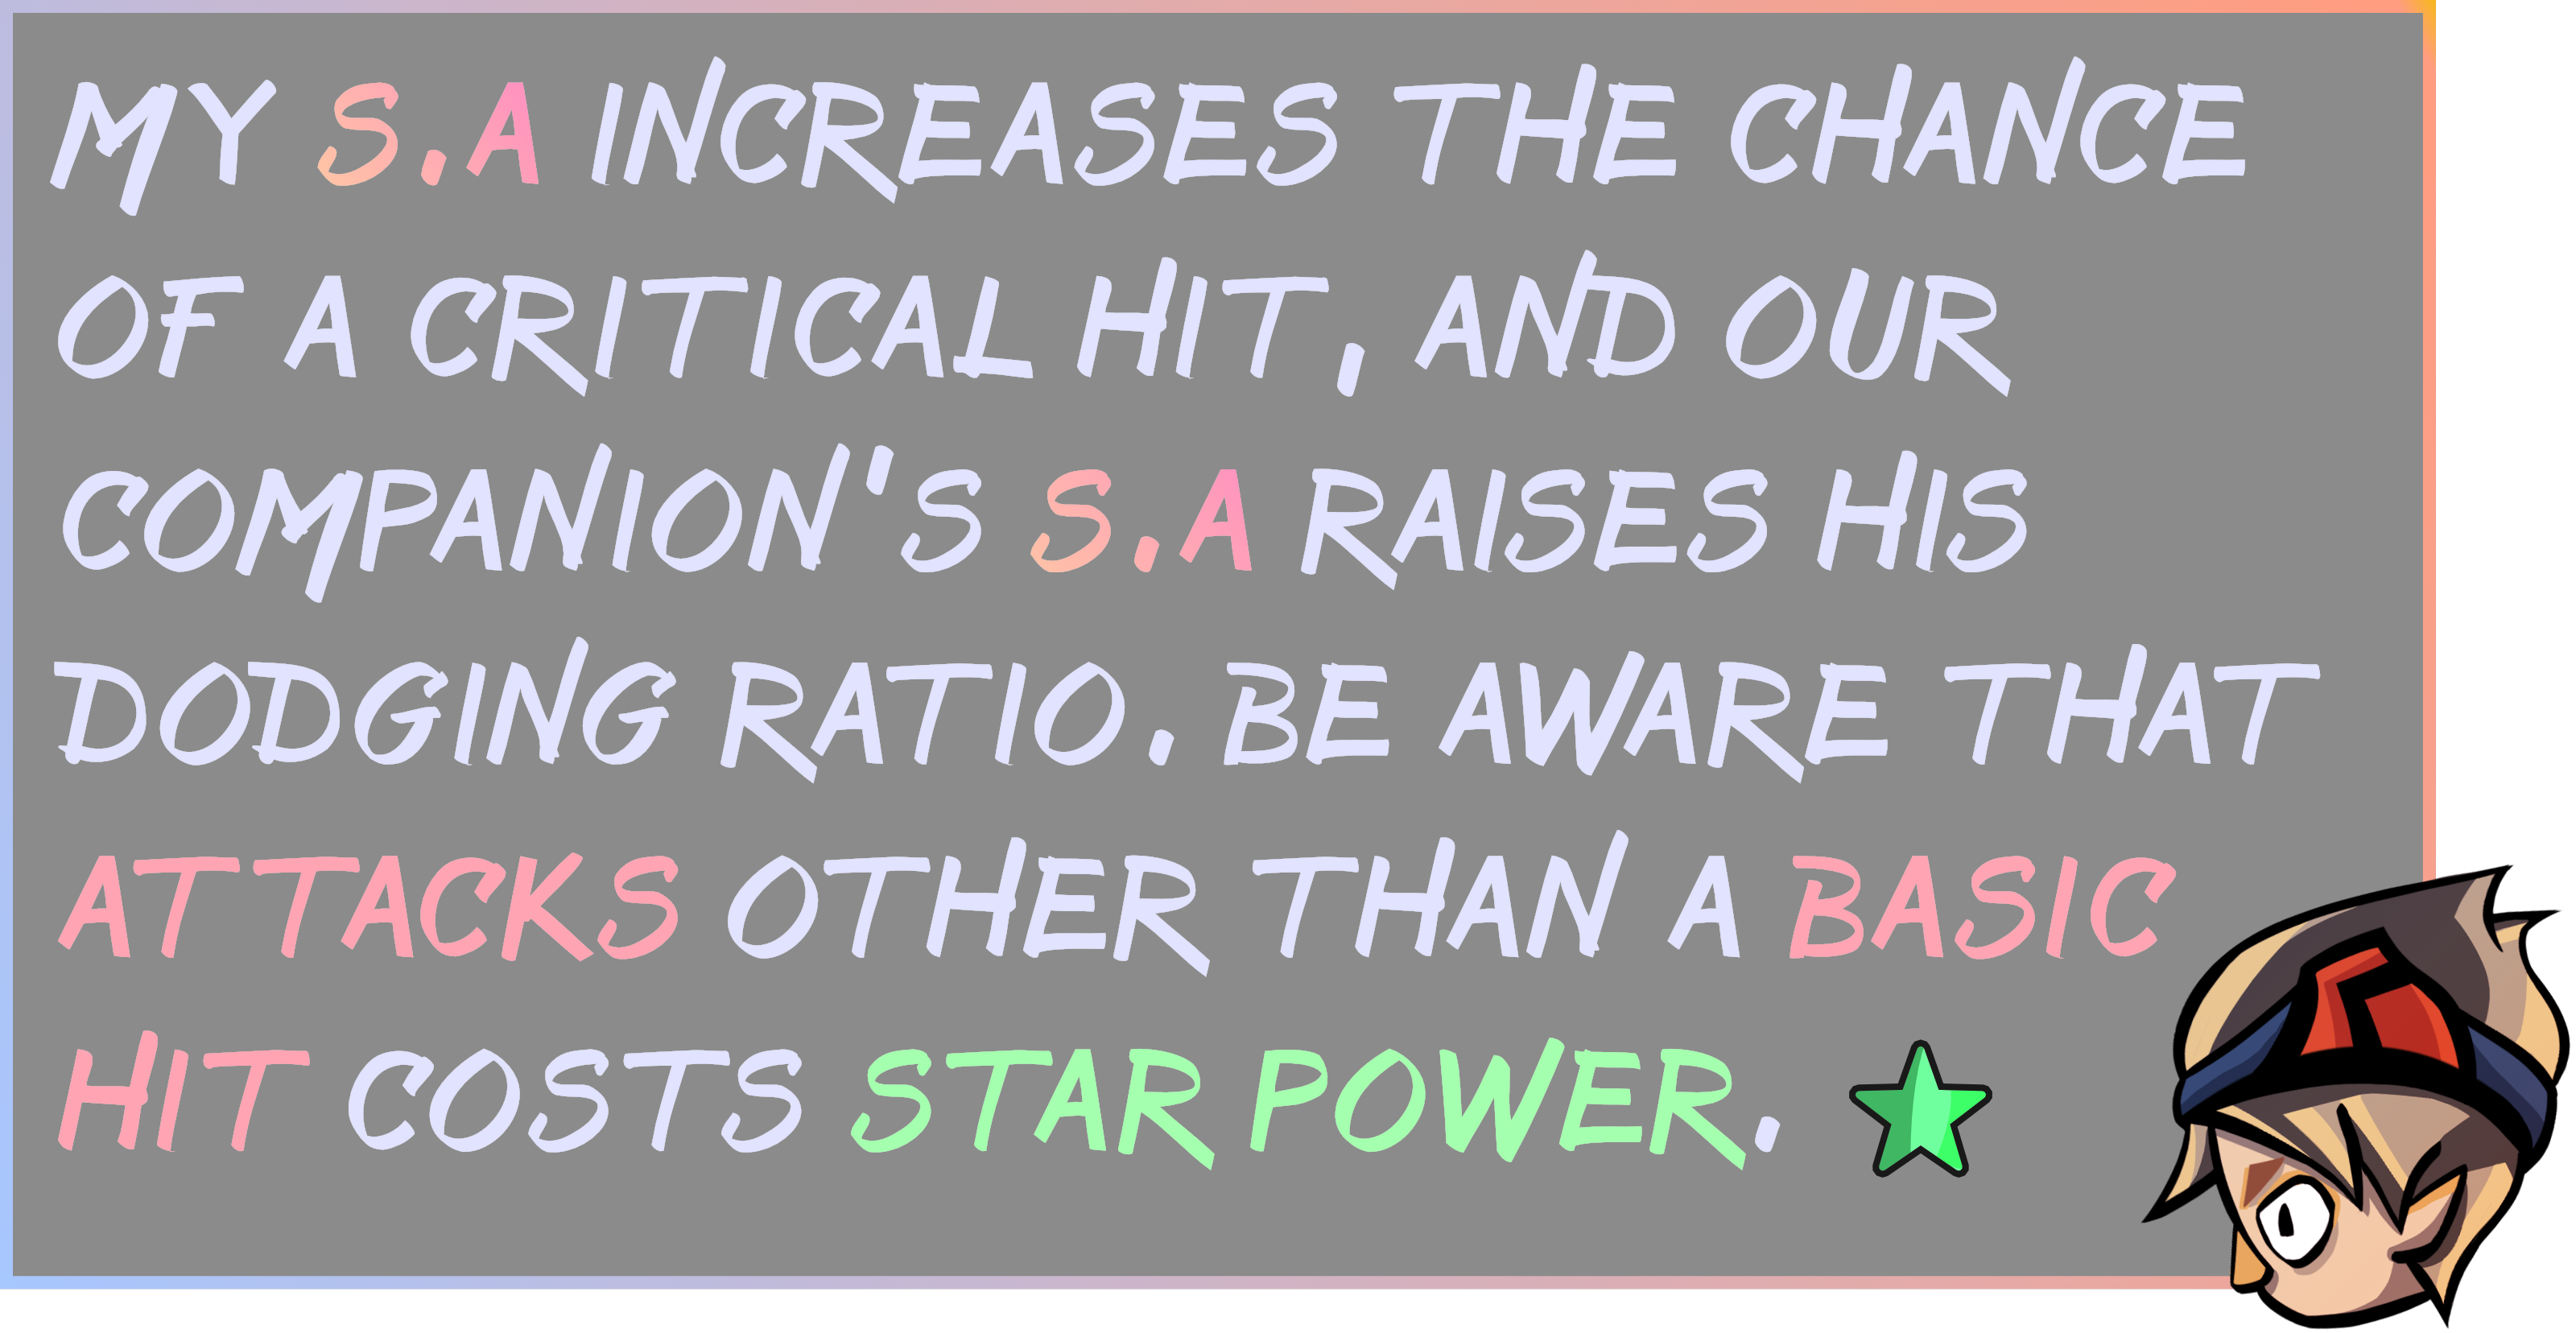 MY S.A INCREASES THE CHANCE
OF A CRITICAL HIT, AND OUR
COMPANION'S S.A RAISES HIS
DODGING RATIO. BE AWARE THAT
ATTACKS OTHER THAN A BASIC
HIT COSTS STAR POWER.